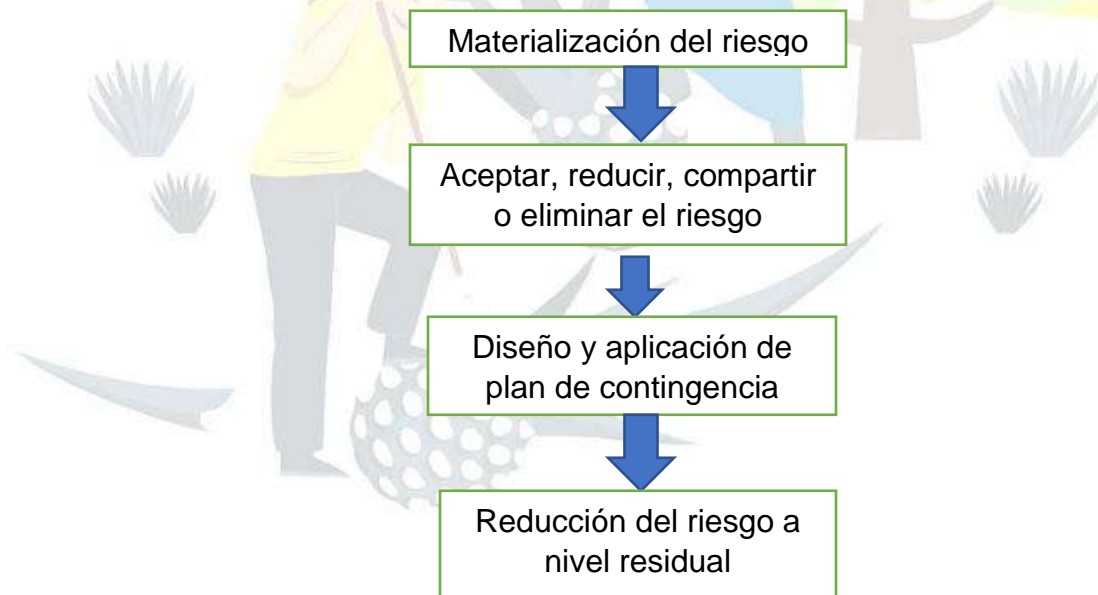 Materialización del riesgo
Aceptar, reducir, compartir
o eliminar el riesgo
Diseño y aplicación de
plan de contingencia
Reducción del riesgo a
nivel residual